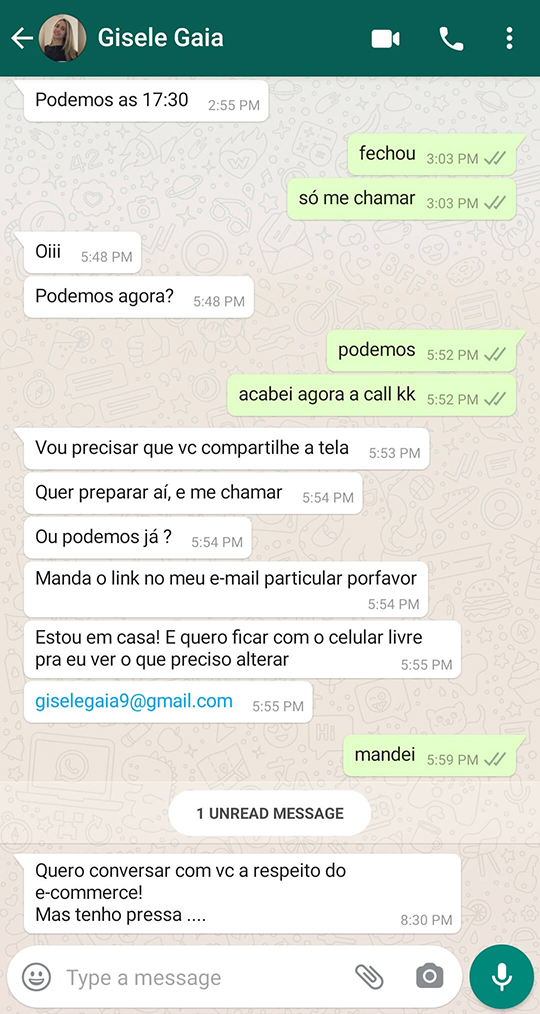 Gisele Gaia
Podemos as 17:30 2:55 PM
fechou 3:03 PM
só me chamar 3:03 PM
Oiii 5:48 PM
Podemos agora? 5:48 PM
podemos 5:52 PM
acabei agora a call kk 5:52 PM
Vou precisar que vc compartilhe a tela 5:53 PM
Quer preparar aí, e me chamar 5:54 PM
Ou podemos já ? 5:54 PM
Manda o link no meu e-mail particular porfavor
5:54 PM
Estou em casa! E quero ficar com o celular livre
pra eu ver o que preciso alterar 5:55 PM
giselegaia9@gmail.com 5:55 PM
mandei 5:59 PM
1 UNREAD MESSAGE
Quero conversar com vc a respeito do
e-commerce!
Mas tenho pressa .... 8:30 PM
Type a message